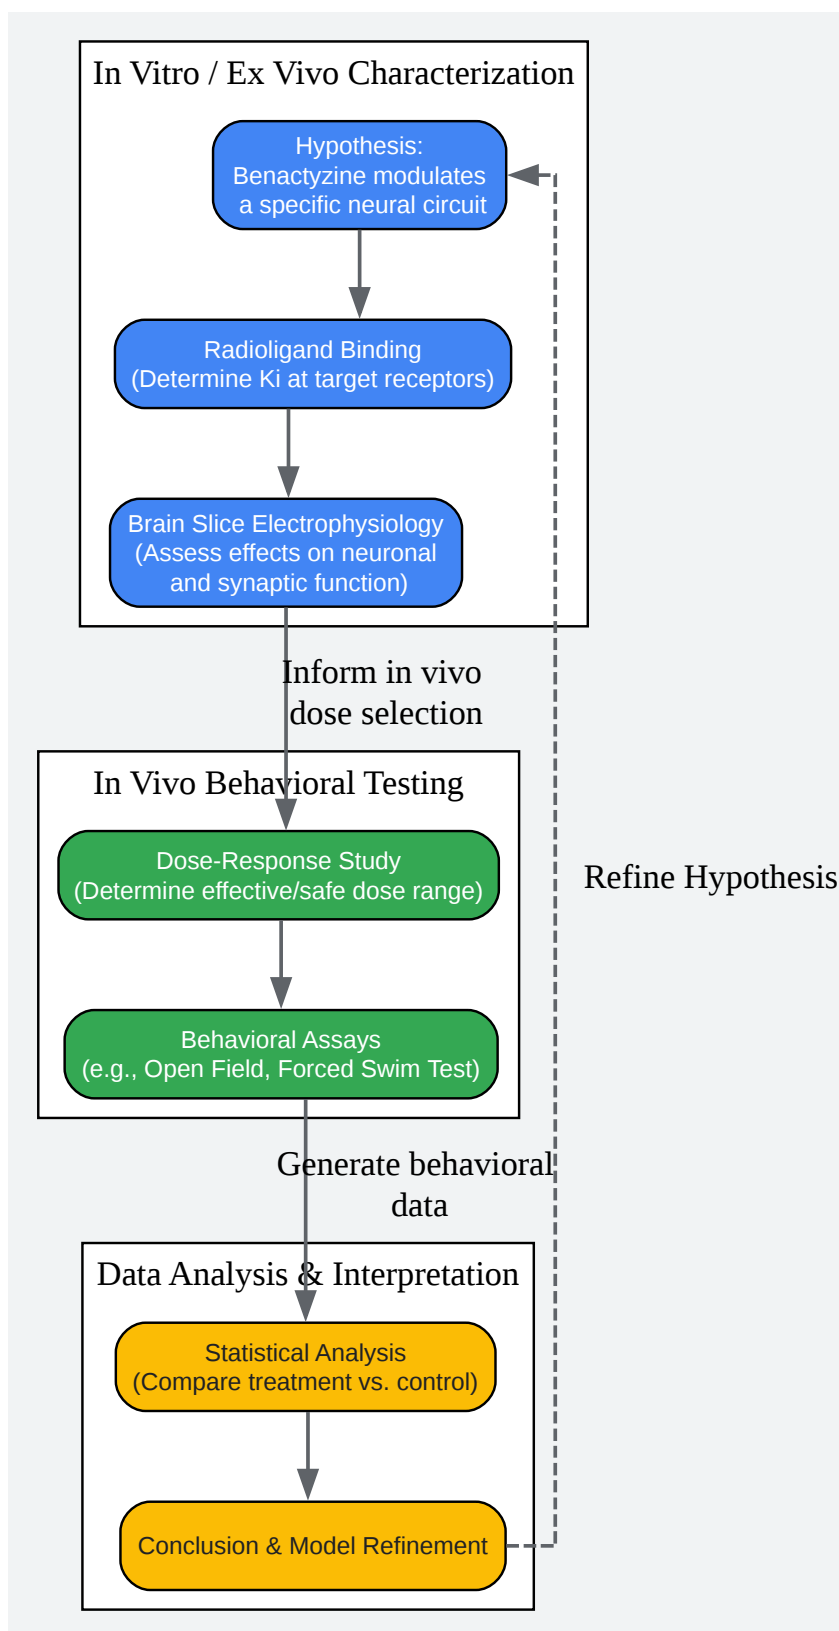 In Vitro / Ex Vivo Characterization
Hypothesis:
Benactyzine modulates
a specific neural circuit
Radioligand Binding
(Determine Ki at target receptors)
Brain Slice Electrophysiology
(Assess effects on neuronal
and synaptic function)
Inform in vivo
dose selection
In Vivo Behavioral Testing
Dose-Response Study
(Determine effective/safe dose range)
Refine Hypothesis
Behavioral Assays
(e.g., Open Field, Forced Swim Test)
Generate behavioral
data
Data Analysis & Interpretation
Statistical Analysis
(Compare treatment vs. control)
Conclusion & Model Refinement